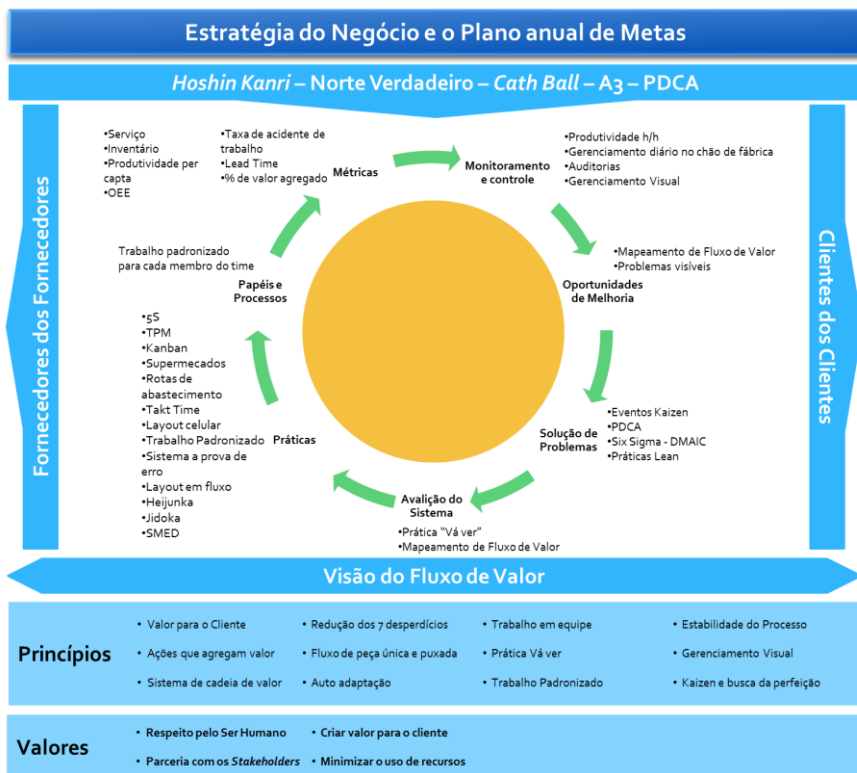 Estratégia do Negócio e o Plano anual de Metas
Hoshin Kanri – Norte Verdadeiro – Cath Ball – A3 – PDCA
Fornecedores dos Fornecedores
•Serviço
•Inventário
•Produtividade per
capta
•OEE
•Taxa de acidente de
trabalho
•Lead Time
•% de valor agregado
Métricas
Monitoramento
e controle
•Produtividade h/h
•Gerenciamento diário no chão de fábrica
•Auditorias
•Gerenciamento Visual
Trabalho padronizado
para cada membro do time
Papéis e
Processos
•Mapeamento de Fluxo de Valor
•Problemas visíveis
Oportunidades
de Melhoria
•5S
•TPM
•Kanban
•Supermecados
•Rotas de
abastecimento
•Takt Time
•Layout celular
•Trabalho Padronizado
•Sistema a prova de
erro
•Layout em fluxo
•Heijunka
•Jidoka
•SMED
Práticas
Solução de
Problemas
•Eventos Kaizen
•PDCA
•Six Sigma - DMAIC
•Práticas Lean
Avalição do
Sistema
•Prática “Vá ver”
•Mapeamento de Fluxo de Valor
Clientes dos Clientes
Visão do Fluxo de Valor
Princípios
• Valor para o Cliente
• Ações que agregam valor
• Sistema de cadeia de valor
• Redução dos 7 desperdícios
• Fluxo de peça única e puxada
• Auto adaptação
• Trabalho em equipe
• Prática Vá ver
• Trabalho Padronizado
• Estabilidade do Processo
• Gerenciamento Visual
• Kaizen e busca da perfeição
Valores
• Respeito pelo Ser Humano
• Parceria com os Stakeholders
• Criar valor para o cliente
• Minimizar o uso de recursos